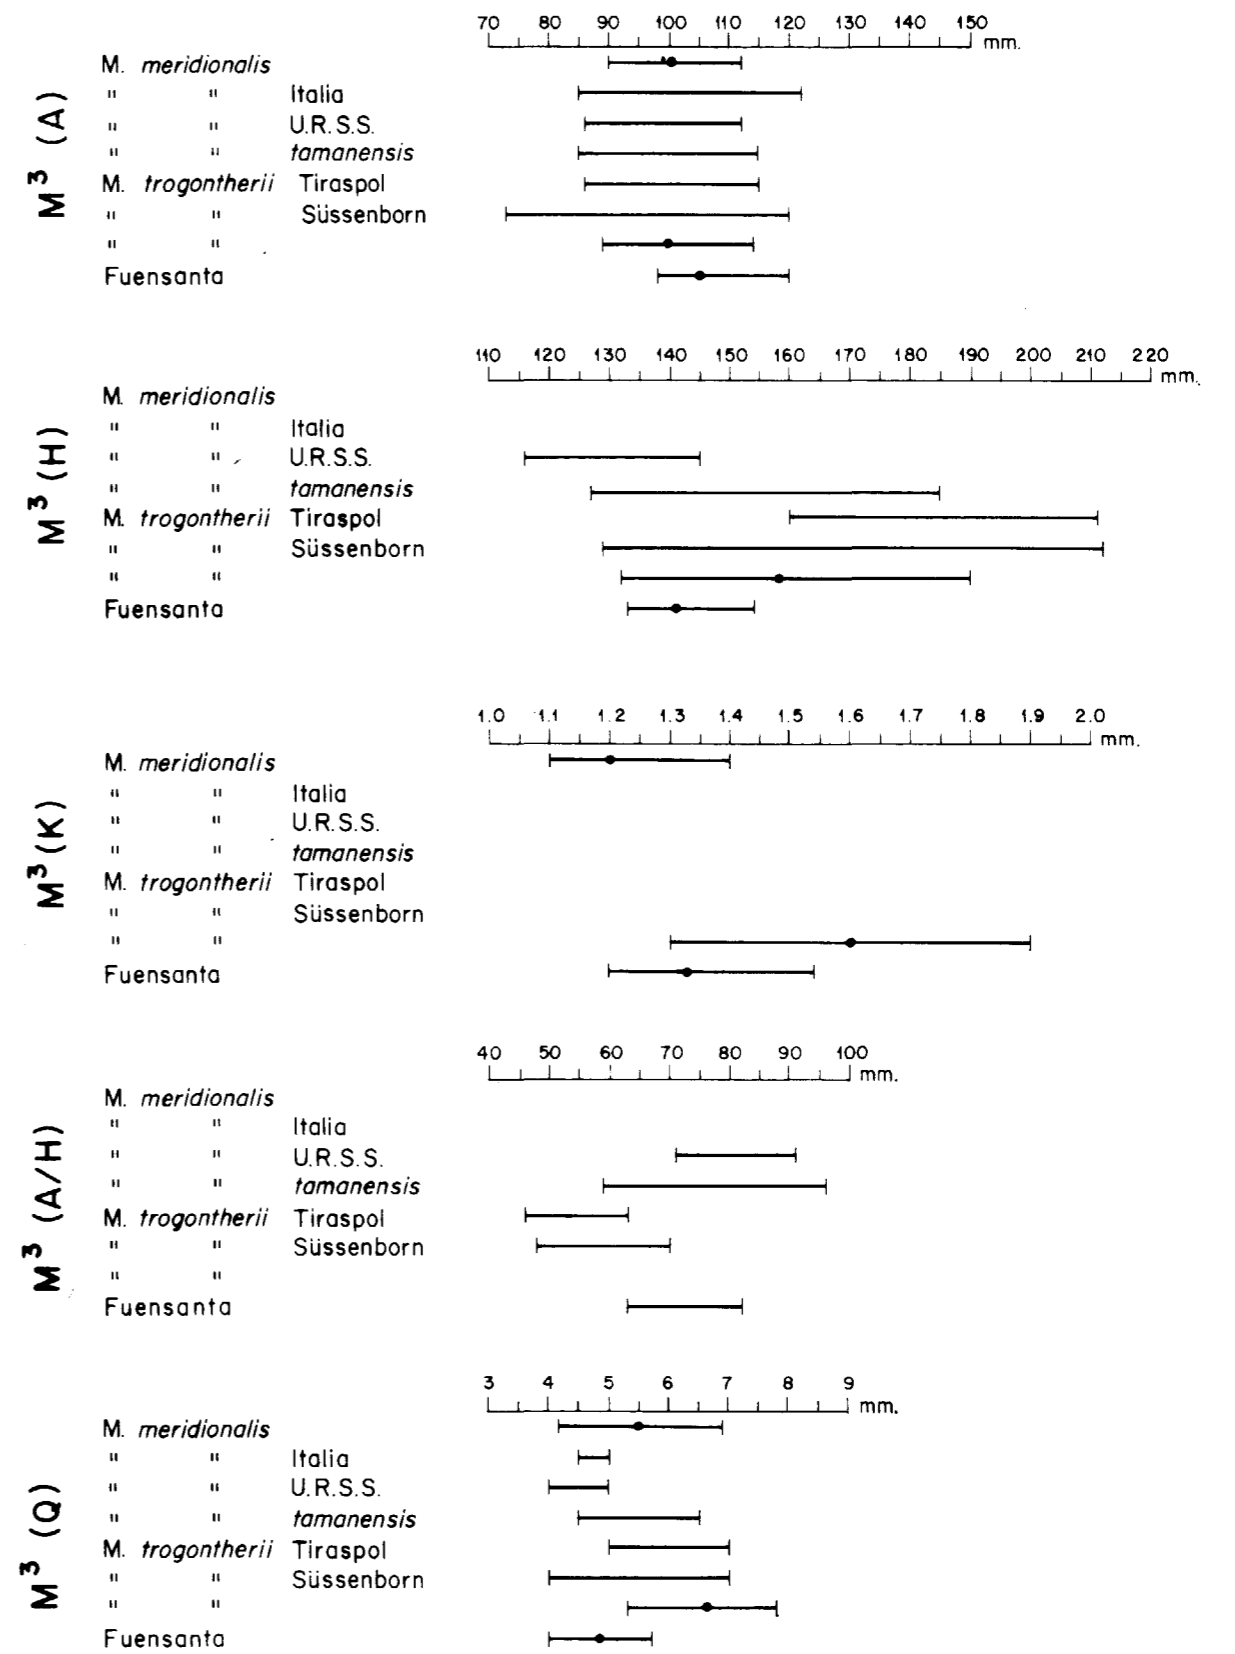 70 80 90 100 110 120 130 140 150 mm.
M³ (A)
M. meridionalis
" " Italia
" " U.R.S.S.
" " tamanensis
M. trogontherii Tiraspol
" " Süssenborn
" "
Fuensanta
110 120 130 140 150 160 170 180 190 200 210 220 mm.
M³ (H)
M. meridionalis
" " Italia
" " U.R.S.S.
" " tamanensis
M. trogontherii Tiraspol
" " Süssenborn
" "
Fuensanta
1.0 1.1 1.2 1.3 1.4 1.5 1.6 1.7 1.8 1.9 2.0 mm.
M³ (K)
M. meridionalis
" " Italia
" " U.R.S.S.
" " tamanensis
M. trogontherii Tiraspol
" " Süssenborn
" "
Fuensanta
40 50 60 70 80 90 100 mm.
M³ (A/H)
M. meridionalis
" " Italia
" " U.R.S.S.
" " tamanensis
M. trogontherii Tiraspol
" " Süssenborn
" "
Fuensanta
3 4 5 6 7 8 9 mm.
M³ (Q)
M. meridionalis
" " Italia
" " U.R.S.S.
" " tamanensis
M. trogontherii Tiraspol
" " Süssenborn
" "
Fuensanta